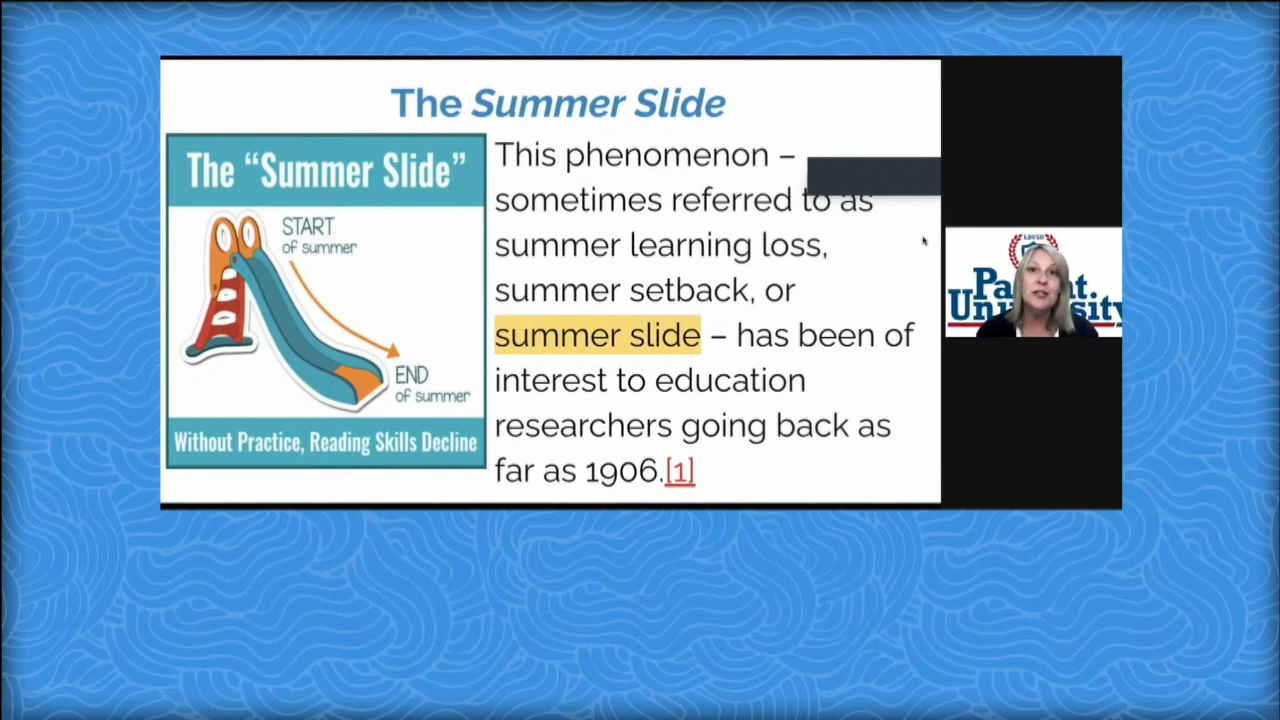 The Summer Slide
The “Summer Slide”
START
of summer
END
of summer
Without Practice, Reading Skills Decline
This phenomenon –
sometimes referred to as
summer learning loss,
summer setback, or
summer slide – has been of
interest to education
researchers going back as
far as 1906.[1]
LBUSD